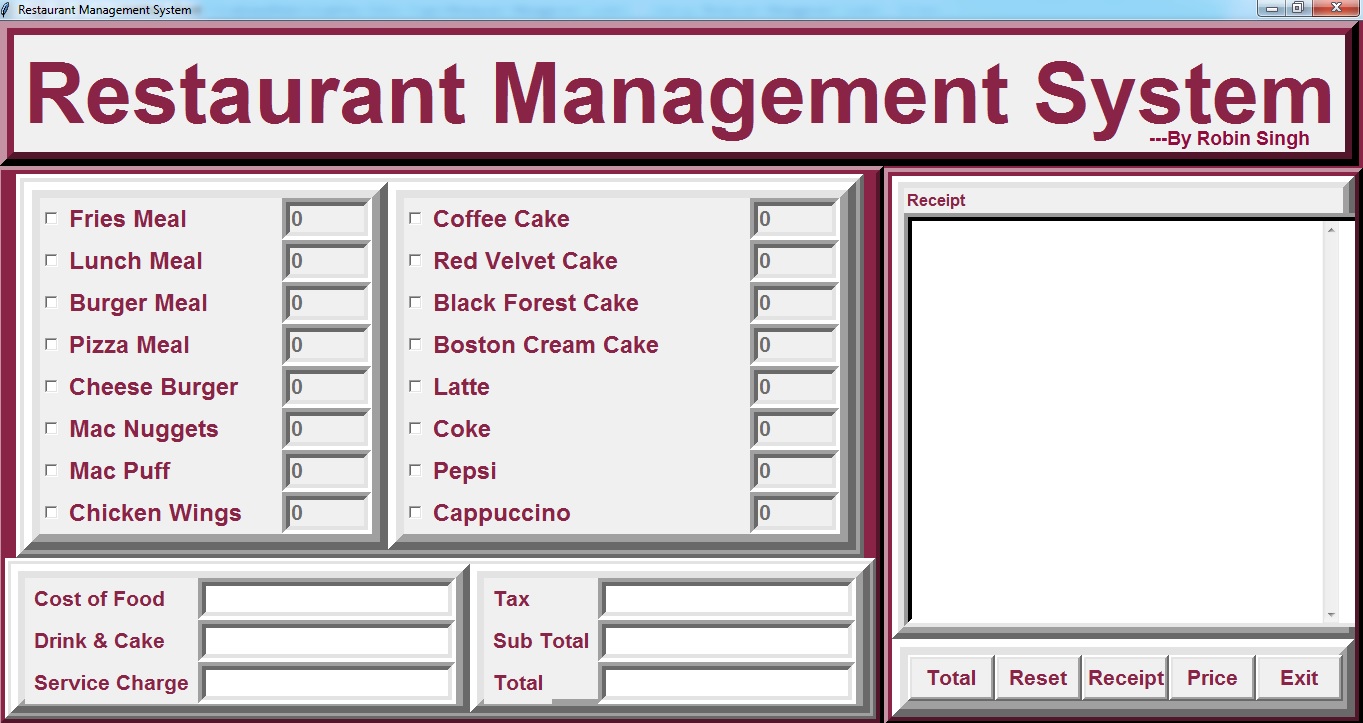 Restaurant Management System
Restaurant Management System
---By Robin Singh
Fries Meal 0
Lunch Meal 0
Burger Meal 0
Pizza Meal 0
Cheese Burger 0
Mac Nuggets 0
Mac Puff 0
Chicken Wings 0
Coffee Cake 0
Red Velvet Cake 0
Black Forest Cake 0
Boston Cream Cake 0
Latte 0
Coke 0
Pepsi 0
Cappuccino 0
Cost of Food
Drink & Cake
Service Charge
Tax
Sub Total
Total
Receipt
Total Reset Receipt Price Exit